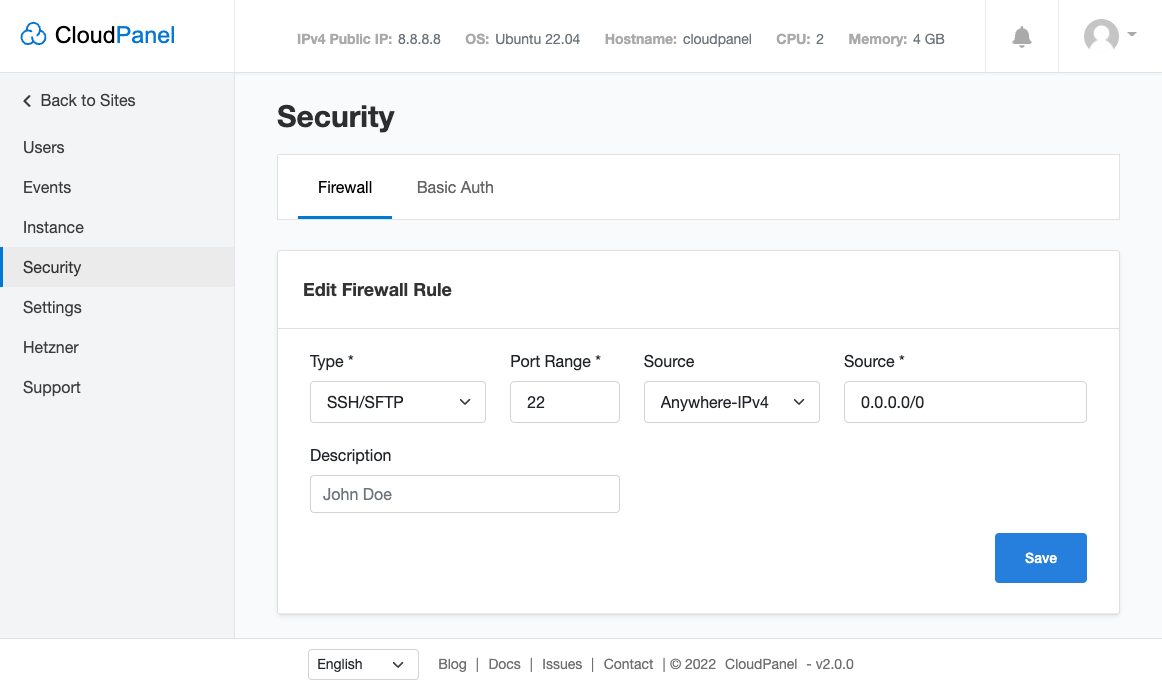 CloudPanel
IPv4 Public IP: 8.8.8.8 OS: Ubuntu 22.04 Hostname: cloudpanel CPU: 2 Memory: 4 GB
Back to Sites
Users
Events
Instance
Security
Settings
Hetzner
Support
Security
Firewall Basic Auth
Edit Firewall Rule
Type * Port Range * Source Source *
SSH/SFTP 22 Anywhere-IPv4 0.0.0.0/0
Description
John Doe
Save
English Blog | Docs | Issues | Contact | © 2022 CloudPanel - v2.0.0